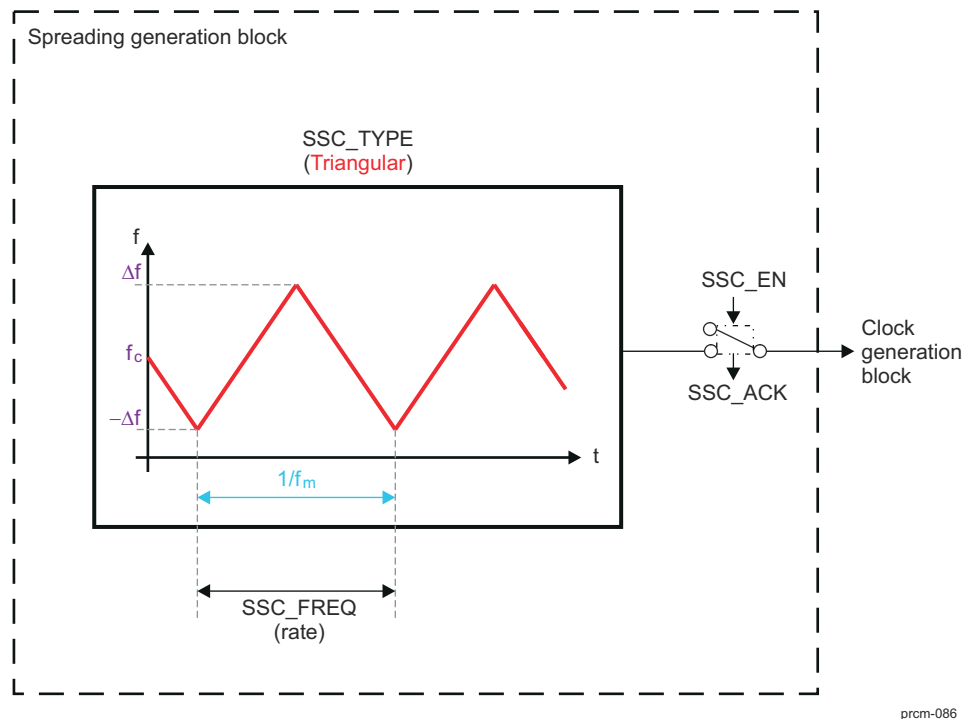 Spreading generation block
SSC_TYPE
(Triangular)
f
Δf
fc
−Δf
t
1/fm
SSC_FREQ
(rate)
SSC_EN
SSC_ACK
Clock
generation
block
prcm-086